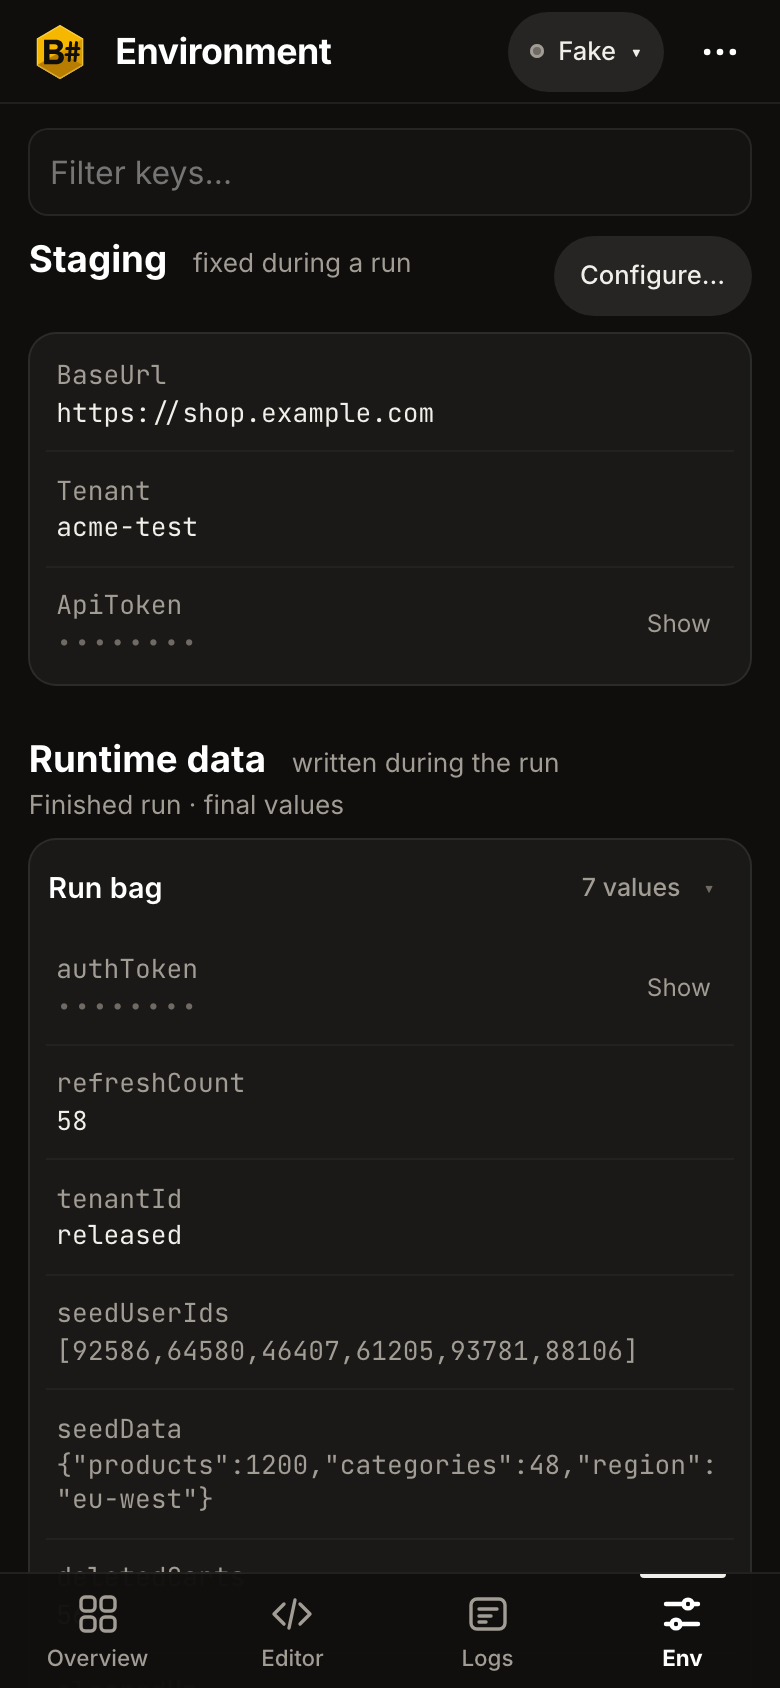 B#
Environment
Fake
Filter keys...
Staging fixed during a run
Configure...
BaseUrl
https://shop.example.com
Tenant
acme-test
ApiToken
••••••••
Show
Runtime data written during the run
Finished run · final values
Run bag
7 values
authToken
••••••••
Show
refreshCount
58
tenantId
released
seedUserIds
[92586,64580,46407,61205,93781,88106]
seedData
{"products":1200,"categories":48,"region":
"eu-west"}
Overview
Editor
Logs
Env